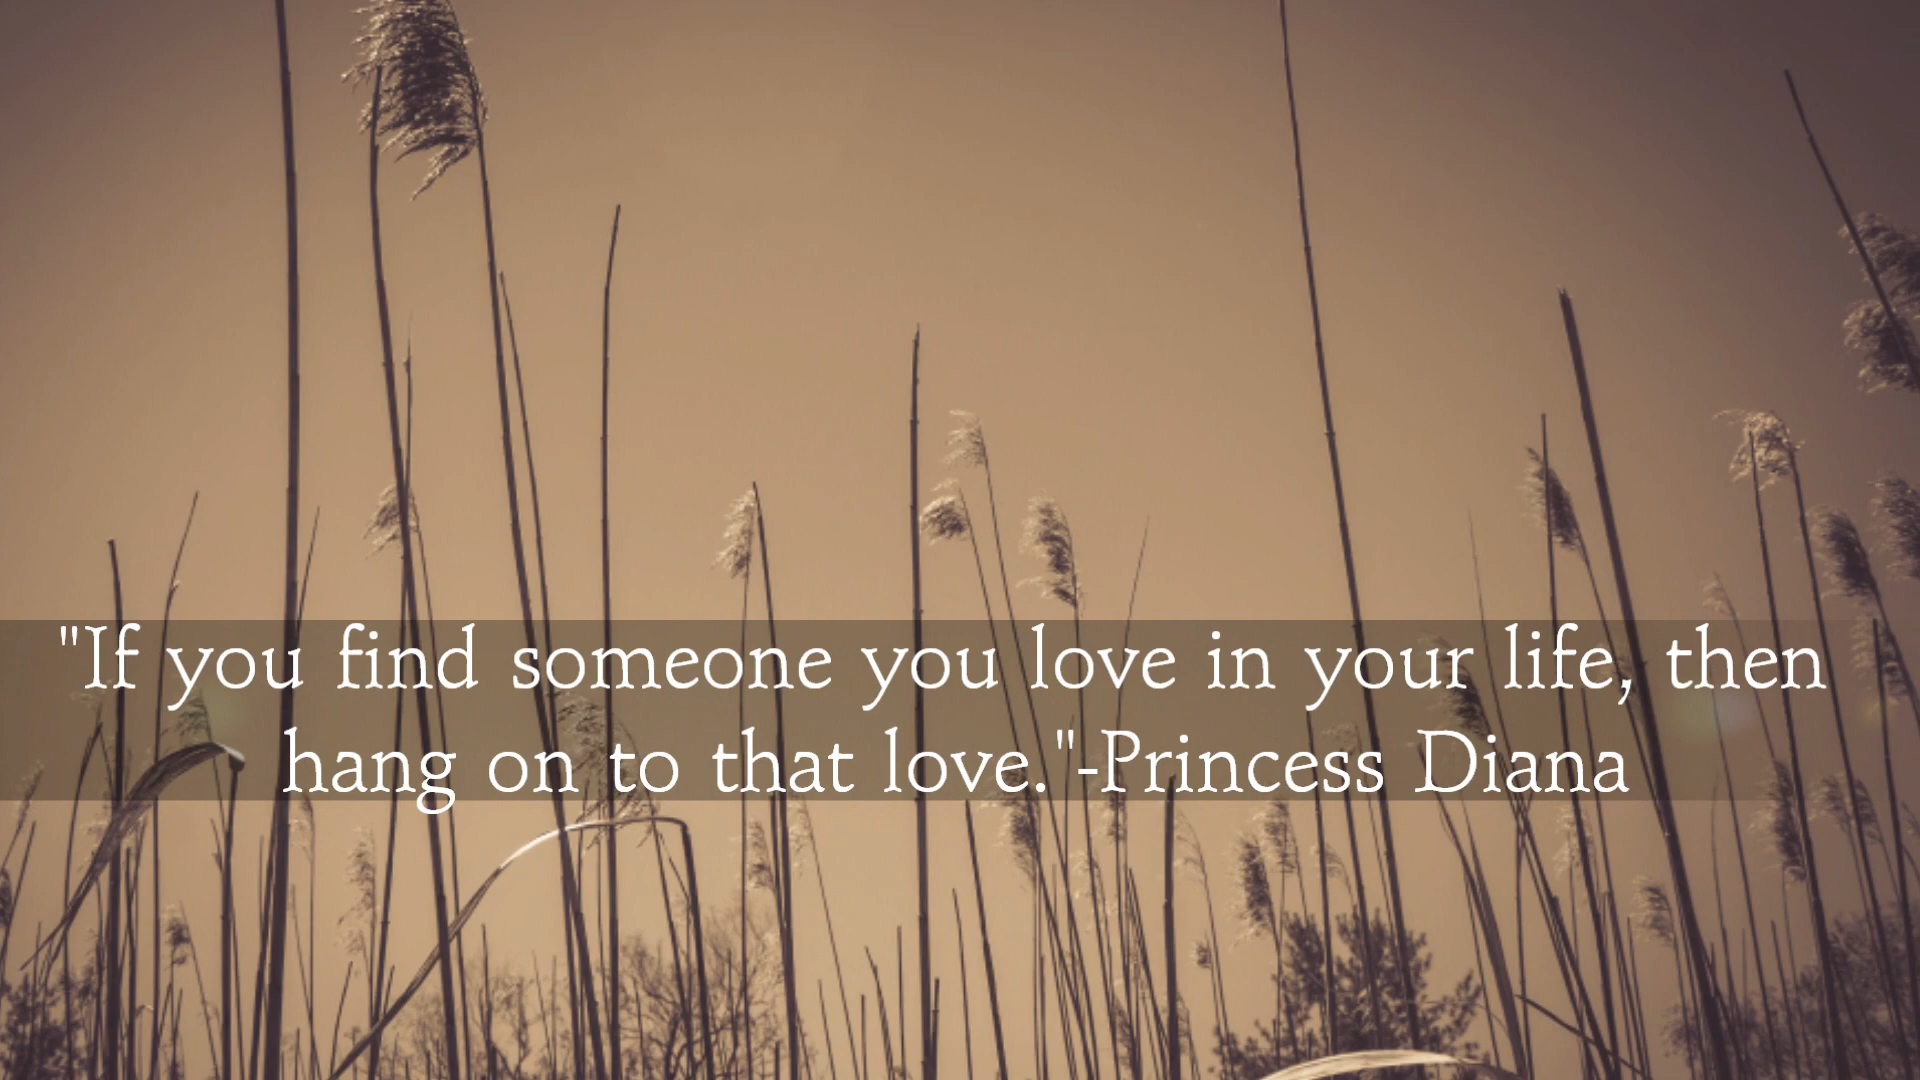 "If you find someone you love in your life, then
hang on to that love."-Princess Diana